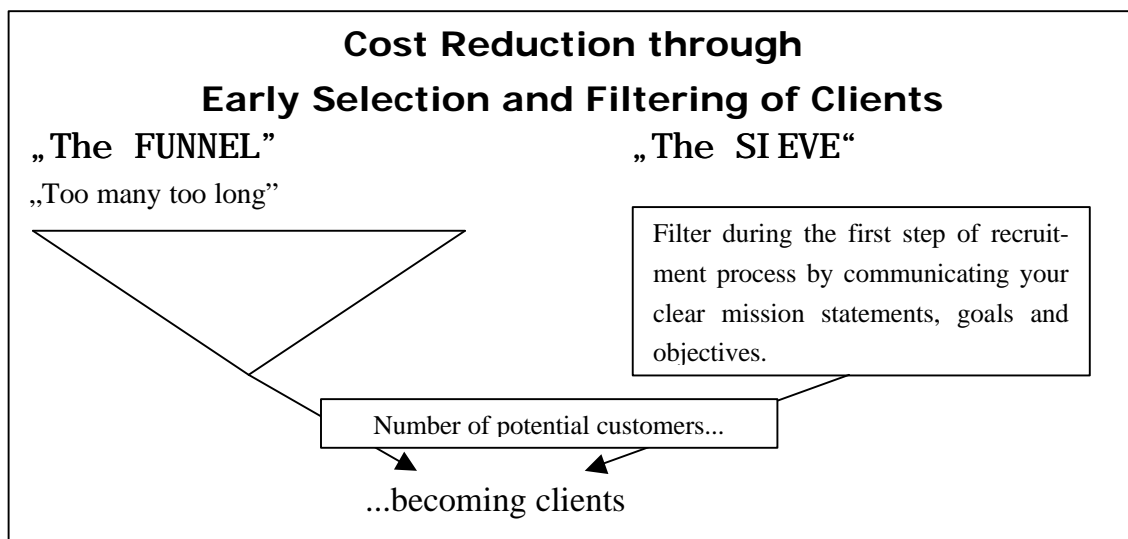 Cost Reduction through
Early Selection and Filtering of Clients
„The FUNNEL”
„The SIEVE“
„Too many too long”
Filter during the first step of recruit-
ment process by communicating your
clear mission statements, goals and
objectives.
Number of potential customers...
...becoming clients